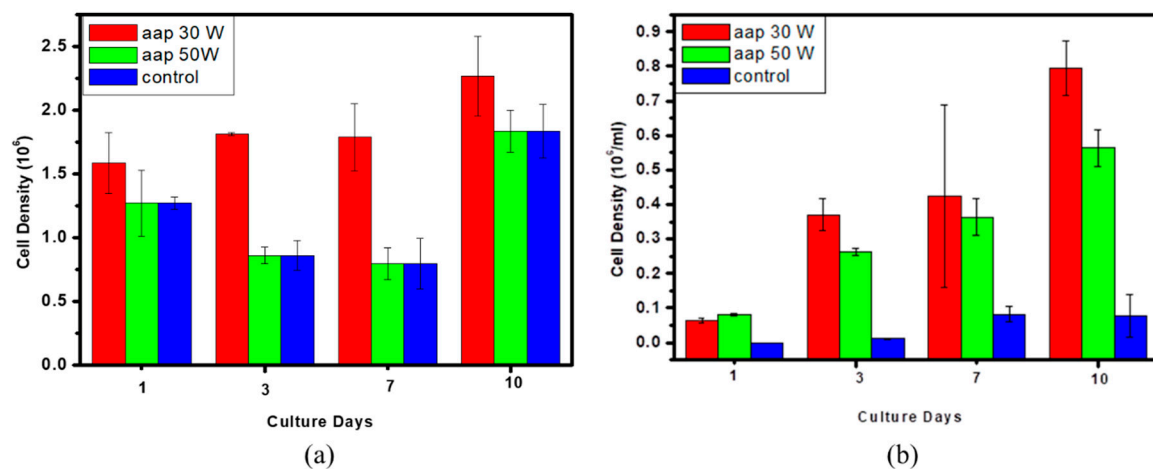 aap 30 W
aap 50W
control
2.5
2.0
1.5
1.0
0.5
0.0
Cell Density (10⁶)
1 3 7 10
Culture Days
(a)
aap 30 W
aap 50 W
control
0.9
0.8
0.7
0.6
0.5
0.4
0.3
0.1
0.0
Cell Density (10⁶/ml)
1 3 7 10
Culture Days
(b)